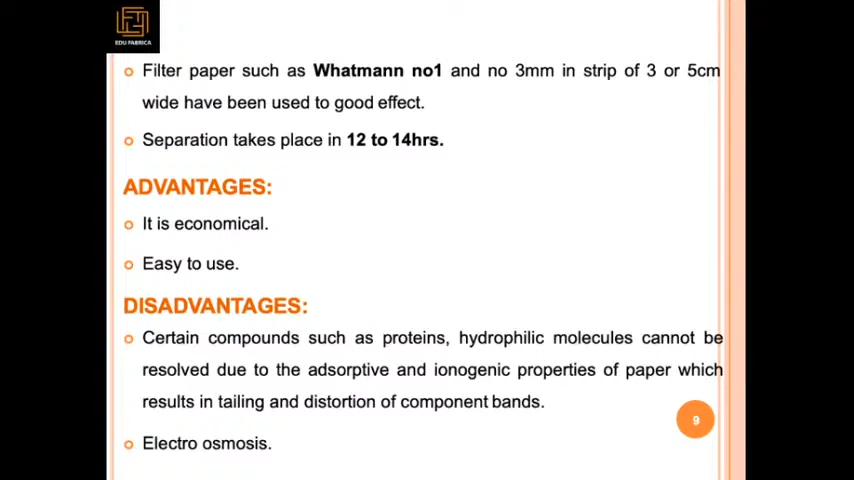 EDU FABRICA
Filter paper such as Whatmann no1 and no 3mm in strip of 3 or 5cm
wide have been used to good effect.
Separation takes place in 12 to 14hrs.
ADVANTAGES:
It is economical.
Easy to use.
DISADVANTAGES:
Certain compounds such as proteins, hydrophilic molecules cannot be
resolved due to the adsorptive and ionogenic properties of paper which
results in tailing and distortion of component bands.
9
Electro osmosis.